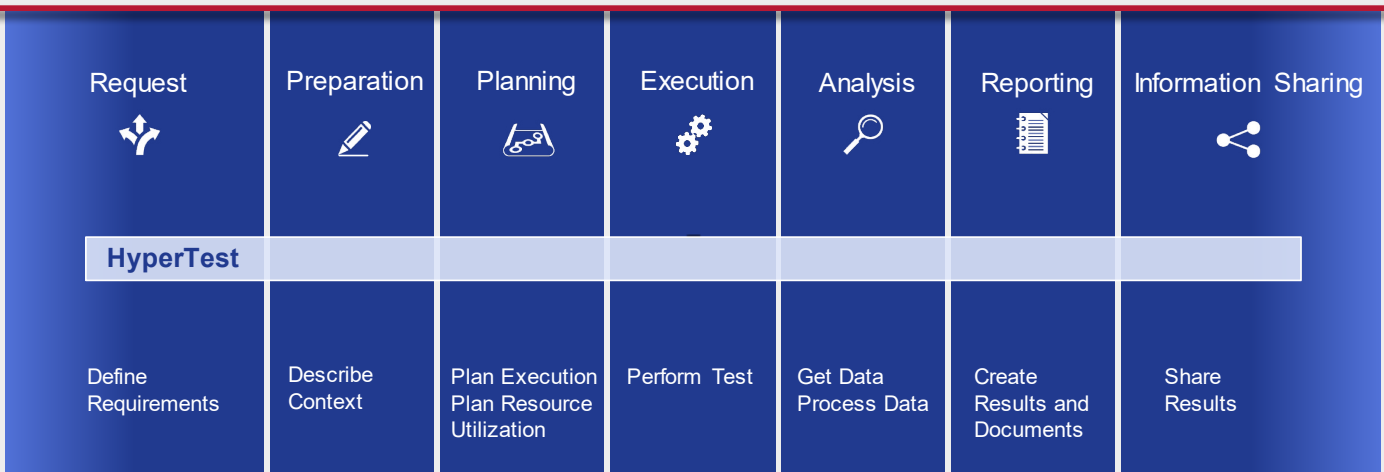 Request
Preparation
Planning
Execution
Analysis
Reporting
Information Sharing
HyperTest
Define
Requirements
Describe
Context
Plan Execution
Plan Resource
Utilization
Perform Test
Get Data
Process Data
Create
Results and
Documents
Share
Results